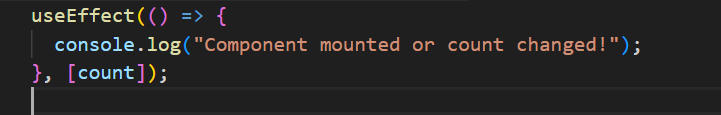 useEffect(() => {
  console.log("Component mounted or count changed!");
}, [count]);